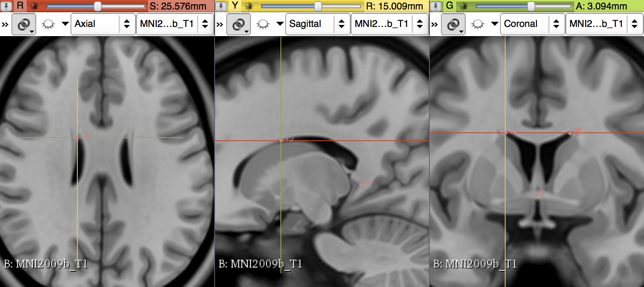 R S: 25.576mm
» Axial MNI2...b_T1
B: MNI2009b_T1
Y R: 15.009mm
» Sagittal MNI2...b_T1
B: MNI2009b_T1
G A: 3.094mm
» Coronal MNI2...b_T1
B: MNI2009b_T1